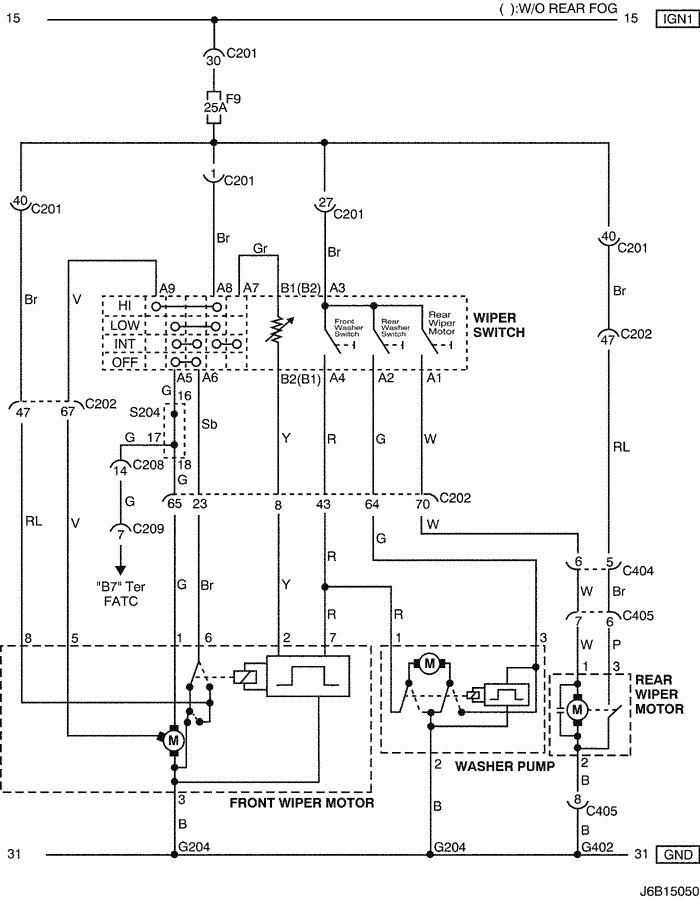 ( ):W/O REAR FOG
15 15 IGN1
C201
30
F9
25A
1
C201
40
C201
27
C201
40
C201
Br
Gr
Br
Br
V
Br
A9 A8 A7 B1(B2) A3
HI
LOW
INT
OFF
Front
Washer
Switch
Rear
Washer
Switch
Rear
Wiper
Motor
WIPER
SWITCH
47
C202
A5 A6 B2(B1) A4 A2 A1
G 16
47 67 C202
S204
Sb
G 17
Y R G W
RL
14 C208
18
G
65 23 8 43 64 70 C202
G
7 C209
RL V
W
G
"B7" Ter
FATC
G Br Y R
6 5 C404
W Br
C405
7 6
R R
W P
8 5 1 6 2 7 1 3
1 3
M
M
M
REAR
WIPER
MOTOR
2
WASHER PUMP
2
B
3
FRONT WIPER MOTOR
8 C405
B B B
31 G204 G204 G402 31 GND
J6B15050